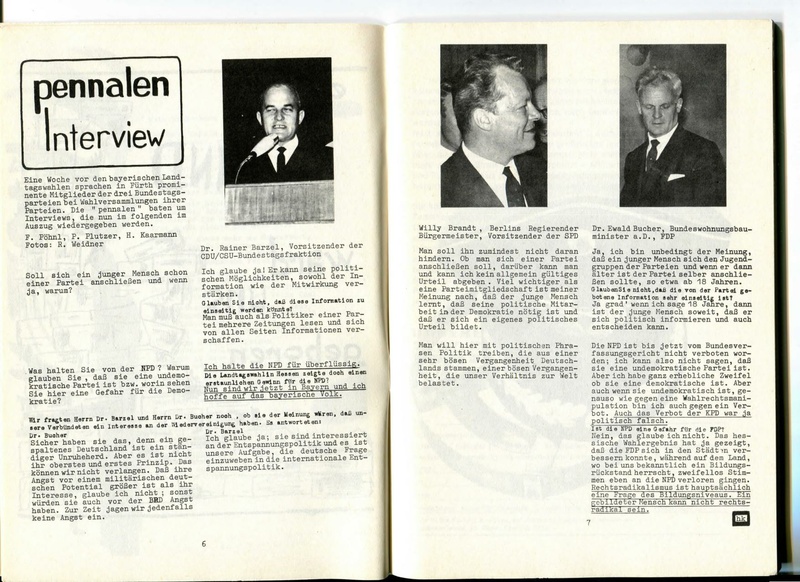 pennalen
Interview
Eine Woche vor den bayerischen Land-
tagswahlen sprachen in Fürth promi-
nente Mitglieder der drei Bundestags-
parteien bei Wahlversammlungen ihrer
Parteien. Die "pennalen" baten um
Interviews, die nun im folgenden im
Auszug wiedergegeben werden.
F. Föhnl, P. Plutzer, H. Kaarmann
Fotos: R. Weidner
Dr. Rainer Barzel, Vorsitzender der
CDU/CSU-Bundestagsfraktion
Soll sich ein junger Mensch schon
einer Partei anschließen und wenn
ja, warum?
Ich glaube ja! Er kann seine politi-
schen Möglichkeiten, sowohl der In-
formation wie der Mitwirkung ver-
stärken.
Glauben Sie nicht, daß diese Information zu
einseitig werden könnte?
Man muß auch als Politiker einer Par-
tei mehrere Zeitungen lesen und sich
von allen Seiten Informationen ver-
schaffen.
Was halten Sie von der NPD? Warum
glauben Sie, daß sie eine undemo-
kratische Partei ist bzw. worin sehen
Sie hier eine Gefahr für die Demo-
kratie?
Ich halte die NPD für überflüssig.
Die Landtagswahl in Hessen zeigte doch einen
erstaunlichen Gewinn für die NPD?
Nun sind wir jetzt in Bayern und ich
hoffe auf das bayerische Volk.
Wir fragten Herrn Dr. Barzel und Herrn Dr. Bucher noch, ob sie der Meinung wären, daß un-
sere Verbündeten ein Interesse an der Wiedervereinigung haben. Es antworteten:
Dr. Bucher
Sicher haben sie das, denn ein ge-
spaltenes Deutschland ist ein stän-
diger Unruheherd. Aber es ist nicht
ihr oberstes und erstes Prinzip. Das
können wir nicht verlangen. Daß ihre
Angst vor einem militärischen deut-
schen Potential größer ist als ihr
Interesse, glaube ich nicht; sonst
würden sie auch vor der BRD Angst
haben. Zur Zeit jagen wir jedenfalls
keine Angst ein.
Dr. Barzel
Ich glaube ja; sie sind interessiert
an der Entspannungspolitik und es ist
unsere Aufgabe, die deutsche Frage
einzuweben in die internationale Ent-
spannungspolitik.
6
Willy Brandt, Berlins Regierender
Bürgermeister, Vorsitzender der SPD
Man soll ihn zumindest nicht daran
hindern. Ob man sich einer Partei
anschließen soll, darüber kann man
und kann ich kein allgemein gültiges
Urteil abgeben. Viel wichtiger als
eine Parteimitgliedschaft ist meiner
Meinung nach, daß der junge Mensch
lernt, daß seine politische Mitar-
beit in der Demokratie nötig ist und
daß er sich ein eigenes politisches
Urteil bildet.
Man will hier mit politischen Phra-
sen Politik treiben, die aus einer
sehr bösen Vergangenheit Deutsch-
lands stammen, einer bösen Vergangen-
heit, die unser Verhältnis zur Welt
belastet.
Dr. Ewald Bucher, Bundeswohnungsbau-
minister a.D., FDP
Ja, ich bin unbedingt der Meinung,
daß ein junger Mensch sich den Jugend-
gruppen der Parteien und wenn er dann
älter ist der Partei selber anschlie-
ßen sollte, so etwa ab 18 Jahren.
Glauben Sie nicht, daß die von der Partei ge-
botene Information sehr einseitig ist?
Ja grad' wenn ich sage 18 Jahre, dann
ist der junge Mensch soweit, daß er
sich politisch informieren und auch
entscheiden kann.
Die NPD ist bis jetzt vom Bundesver-
fassungsgericht nicht verboten wor-
den; ich kann also nicht sagen, daß
sie eine undemokratische Partei ist.
Aber ich habe ganz erhebliche Zweifel
ob sie eine demokratische ist. Aber
auch wenn sie undemokratisch ist, ge-
nauso wie gegen eine Wahlrechtsmani-
pulation bin ich auch gegen ein Ver-
bot. Auch das Verbot der KPD war ja
politisch falsch.
Ist die NPD eine Gefahr für die FDP?
Nein, das glaube ich nicht. Das hes-
sische Wahlergebnis hat ja gezeigt,
daß die FDP sich in den Städten ver-
bessern konnte, während auf dem Land,
wo bei uns bekanntlich ein Bildungs-
rückstand herrscht, zweifellos Stim-
men eben an die NPD verloren gingen.
Rechtsradikalismus ist hauptsächlich
eine Frage des Bildungsniveaus. Ein
gebildeter Mensch kann nicht rechts-
radikal sein.
7
hk